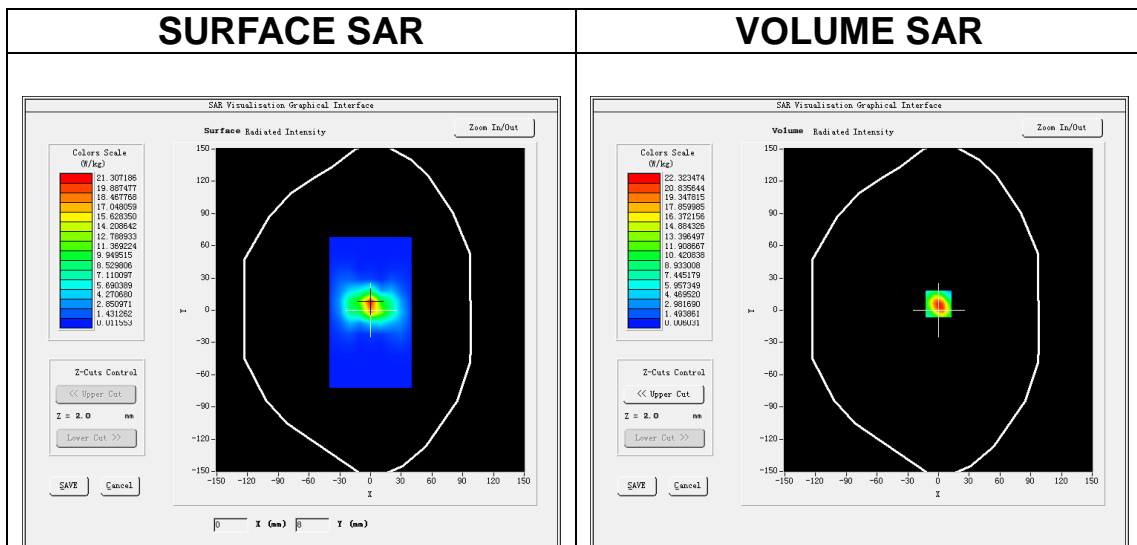 SURFACE SAR
VOLUME SAR
SAR Visualisation Graphical Interface
Surface Radiated Intensity
Zoom In/Out
Colors Scale
(W/kg)
21.307186
19.887477
18.467768
17.048059
15.628350
14.208642
12.788933
11.369224
9.949515
8.529806
7.110097
5.690389
4.270680
2.850971
1.431262
0.011553
150
120
90
60
30
0
-30
-60
-90
-120
-150
Y
-150 -120 -90 -60 -30 0 30 60 90 120 150
X
Z-Cuts Control
<< Upper Cut
Z = 2.0 mm
Lower Cut >>
SAVE
Cancel
0 X (mm) 8 Y (mm)
SAR Visualisation Graphical Interface
Volume Radiated Intensity
Zoom In/Out
Colors Scale
(W/kg)
22.323474
20.835644
19.347815
17.859985
16.372156
14.884326
13.396497
11.908667
10.420838
8.933008
7.445179
5.957349
4.469520
2.981690
1.493861
0.006031
150
120
90
60
30
0
-30
-60
-90
-120
-150
Y
-150 -120 -90 -60 -30 0 30 60 90 120 150
X
Z-Cuts Control
<< Upper Cut
Z = 2.0 mm
Lower Cut >>
SAVE
Cancel